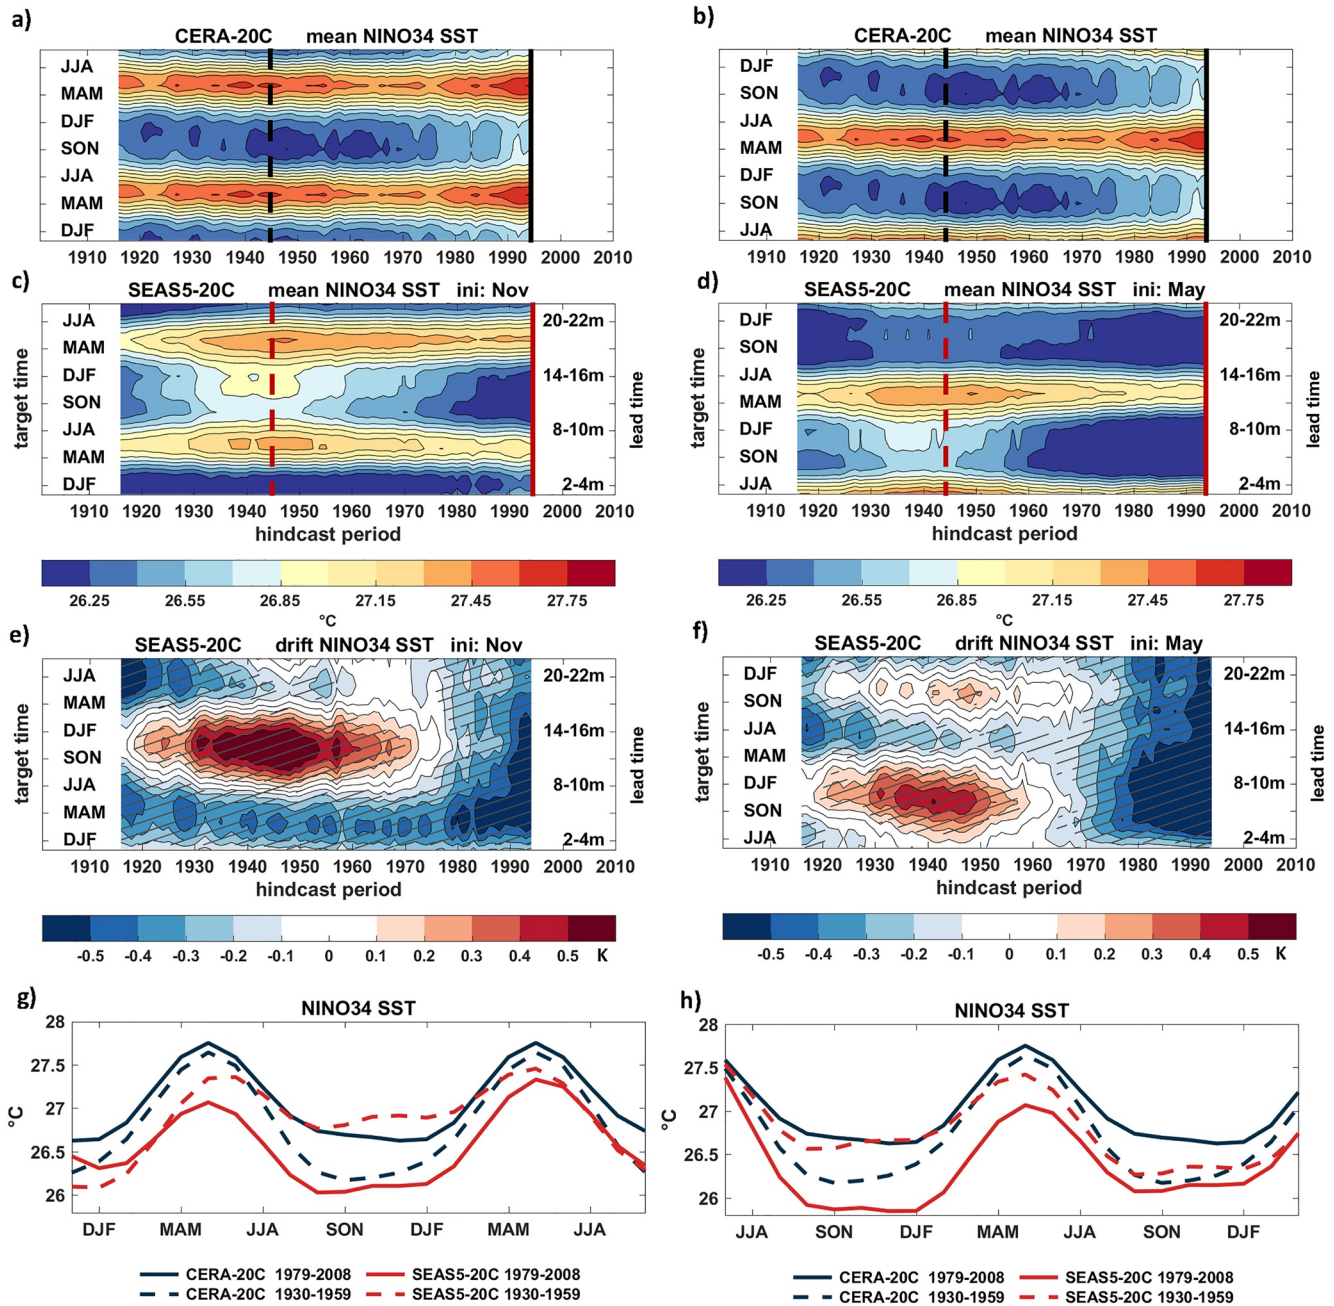 a)
CERA-20C mean NINO34 SST
JJA
MAM
DJF
SON
JJA
MAM
DJF
1910 1920 1930 1940 1950 1960 1970 1980 1990 2000 2010
b)
CERA-20C mean NINO34 SST
DJF
SON
JJA
MAM
DJF
SON
JJA
1910 1920 1930 1940 1950 1960 1970 1980 1990 2000 2010
c)
SEAS5-20C mean NINO34 SST ini: Nov
target time
JJA
MAM
DJF
SON
JJA
MAM
DJF
20-22m
14-16m
8-10m
2-4m
lead time
1910 1920 1930 1940 1950 1960 1970 1980 1990 2000 2010
hindcast period
26.25 26.55 26.85 27.15 27.45 27.75
°C
d)
SEAS5-20C mean NINO34 SST ini: May
target time
DJF
SON
JJA
MAM
DJF
SON
JJA
20-22m
14-16m
8-10m
2-4m
lead time
1910 1920 1930 1940 1950 1960 1970 1980 1990 2000 2010
hindcast period
26.25 26.55 26.85 27.15 27.45 27.75
°C
e)
SEAS5-20C drift NINO34 SST ini: Nov
target time
JJA
MAM
DJF
SON
JJA
MAM
DJF
20-22m
14-16m
8-10m
2-4m
lead time
1910 1920 1930 1940 1950 1960 1970 1980 1990 2000 2010
hindcast period
-0.5 -0.4 -0.3 -0.2 -0.1 0 0.1 0.2 0.3 0.4 0.5 K
f)
SEAS5-20C drift NINO34 SST ini: May
target time
DJF
SON
JJA
MAM
DJF
SON
JJA
20-22m
14-16m
8-10m
2-4m
lead time
1910 1920 1930 1940 1950 1960 1970 1980 1990 2000 2010
hindcast period
-0.5 -0.4 -0.3 -0.2 -0.1 0 0.1 0.2 0.3 0.4 0.5 K
g)
NINO34 SST
°C
28
27.5
27
26.5
26
DJF MAM JJA SON DJF MAM JJA
CERA-20C 1979-2008 SEAS5-20C 1979-2008
CERA-20C 1930-1959 SEAS5-20C 1930-1959
h)
NINO34 SST
°C
28
27.5
27
26.5
26
JJA SON DJF MAM JJA SON DJF
CERA-20C 1979-2008 SEAS5-20C 1979-2008
CERA-20C 1930-1959 SEAS5-20C 1930-1959